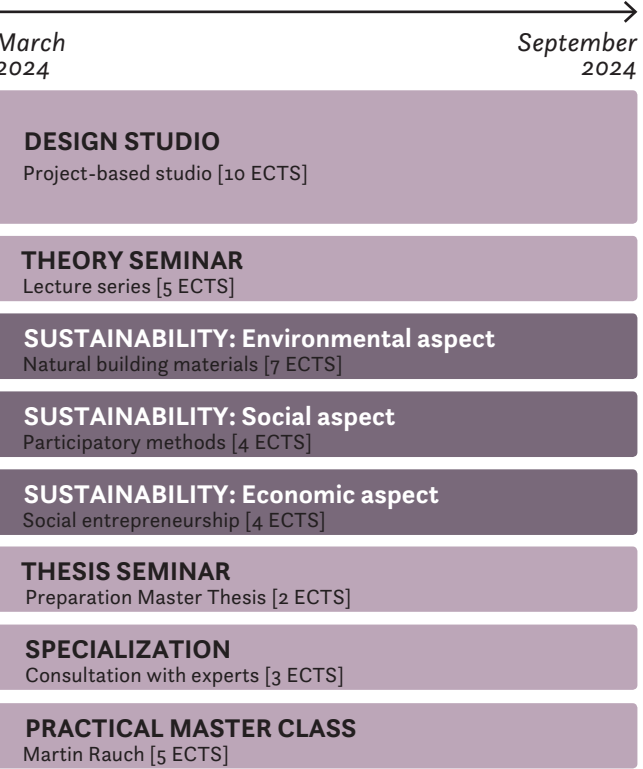 March
2024
September
2024
DESIGN STUDIO
Project-based studio [10 ECTS]
THEORY SEMINAR
Lecture series [5 ECTS]
SUSTAINABILITY: Environmental aspect
Natural building materials [7 ECTS]
SUSTAINABILITY: Social aspect
Participatory methods [4 ECTS]
SUSTAINABILITY: Economic aspect
Social entrepreneurship [4 ECTS]
THESIS SEMINAR
Preparation Master Thesis [2 ECTS]
SPECIALIZATION
Consultation with experts [3 ECTS]
PRACTICAL MASTER CLASS
Martin Rauch [5 ECTS]